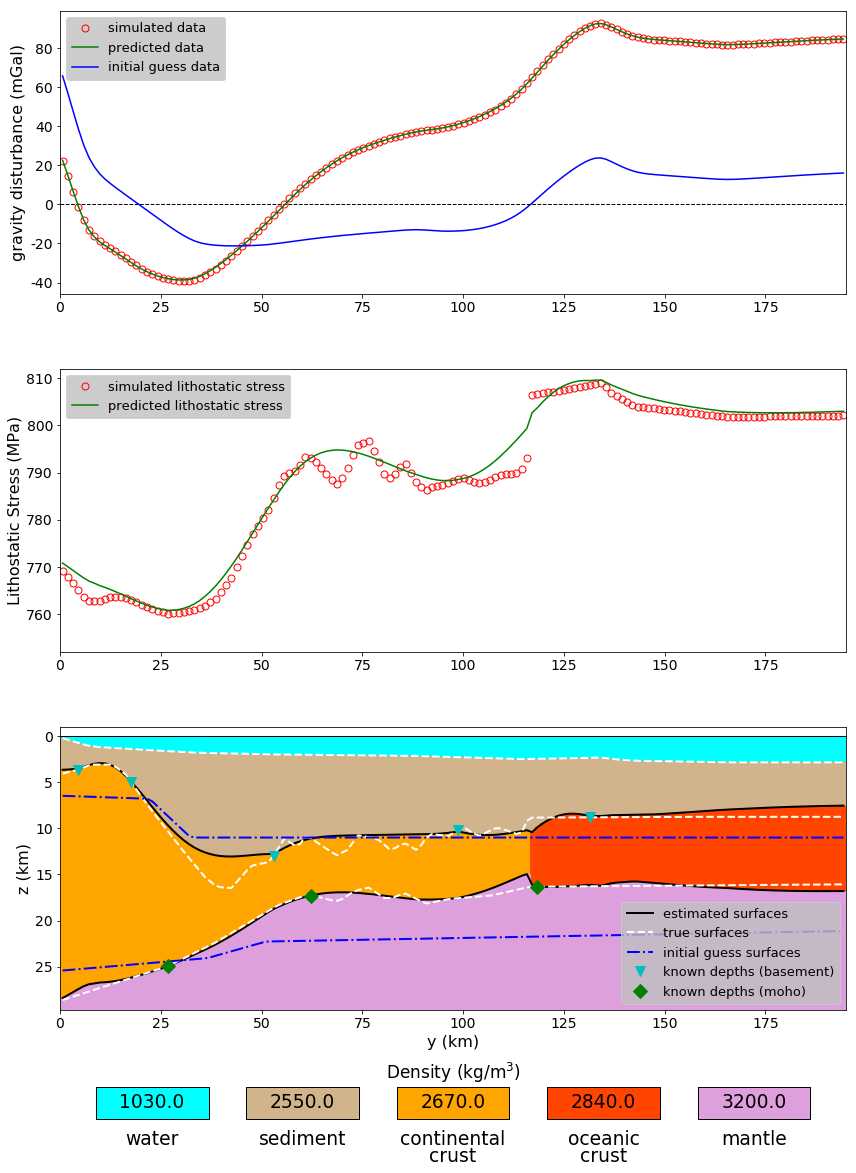 gravity disturbance (mGal)
80
60
40
20
0
-20
-40
simulated data
predicted data
initial guess data
0 25 50 75 100 125 150 175
Lithostatic Stress (MPa)
810
800
790
780
770
760
simulated lithostatic stress
predicted lithostatic stress
0 25 50 75 100 125 150 175
z (km)
0
5
10
15
20
25
estimated surfaces
true surfaces
initial guess surfaces
known depths (basement)
known depths (moho)
0 25 50 75 100 125 150 175
y (km)
Density (kg/m³)
1030.0 2550.0 2670.0 2840.0 3200.0
water sediment continental oceanic mantle
crust crust